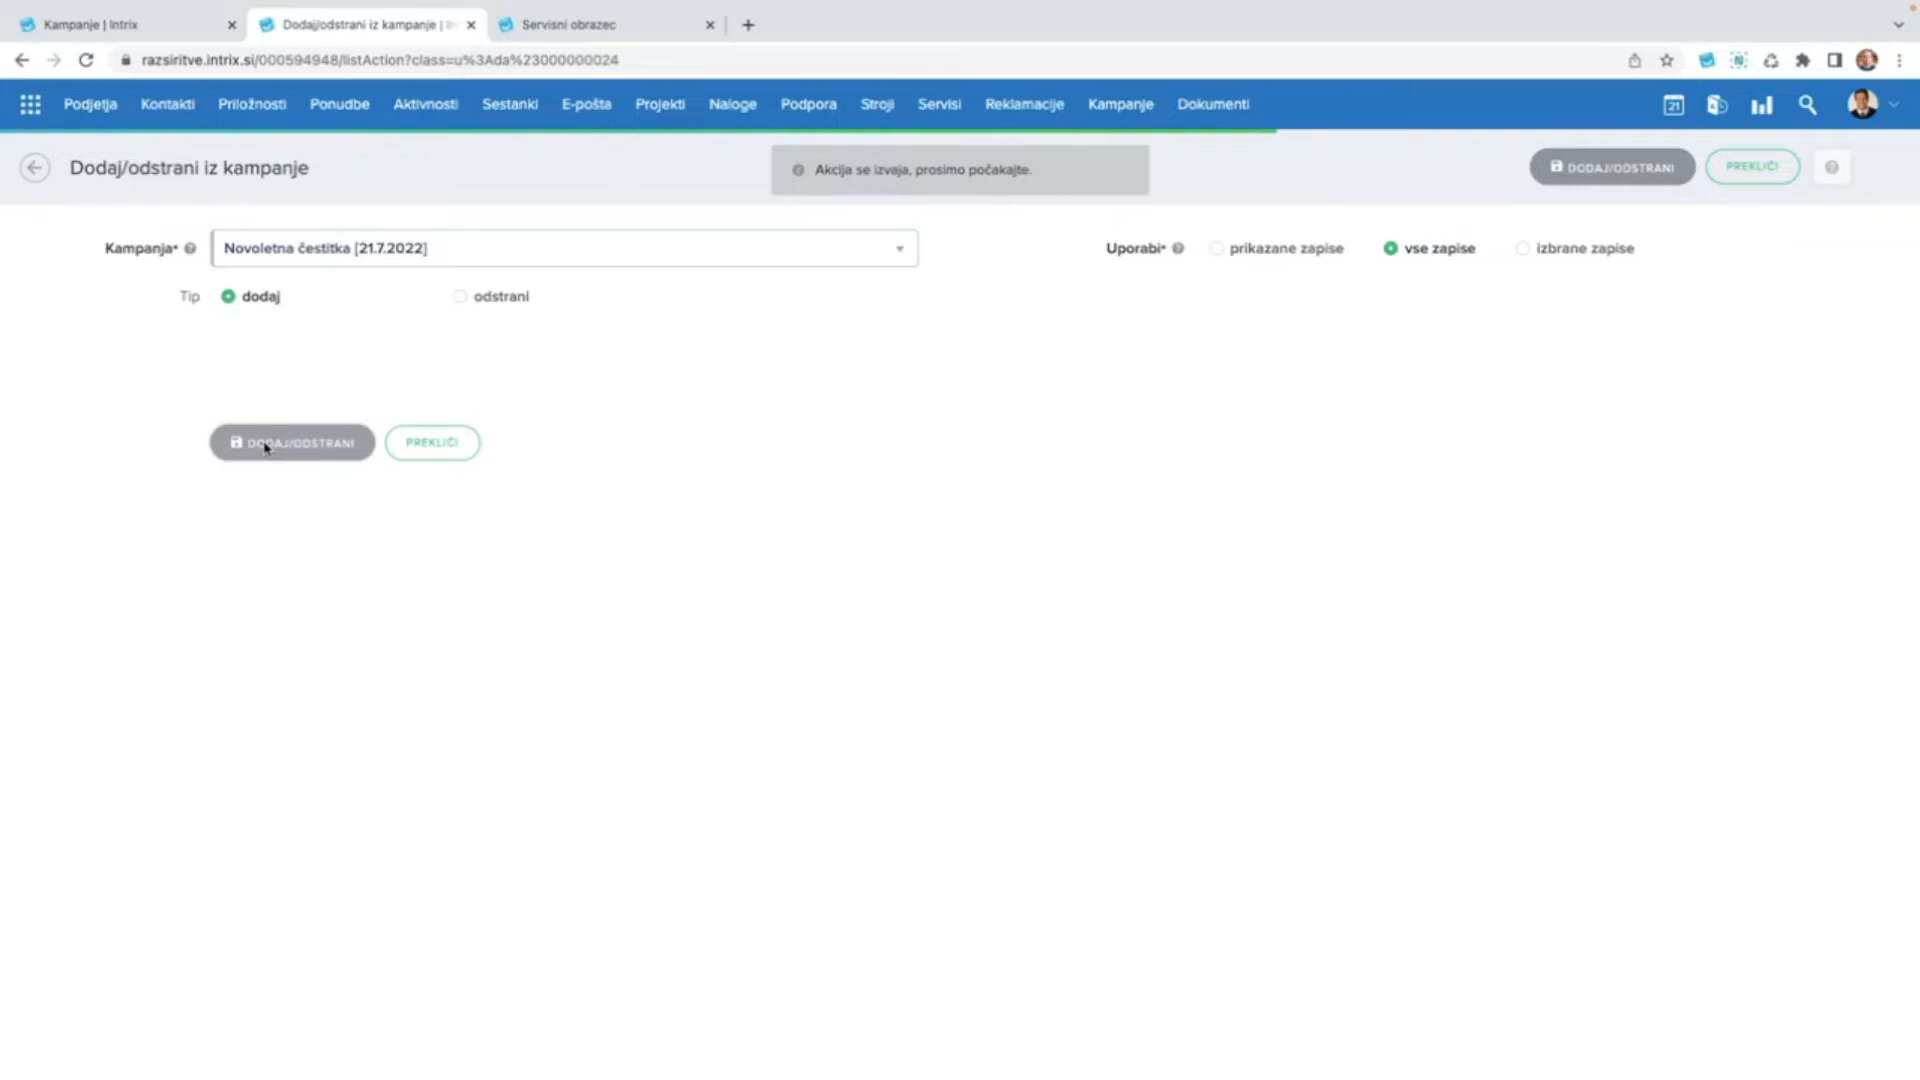 Kampanje | Intrix
Dodaj/odstrani iz kampanje |
Servisni obrazec
razsiritve.intrix.si/000594948/listAction?class=u%3Ada%23000000024
Podjetja Kontakti Priložnosti Ponudbe Aktivnosti Sestanki E-pošta Projekti Naloge Podpora Stroji Servisi Reklamacije Kampanje Dokumenti
21
Dodaj/odstrani iz kampanje
Akcija se izvaja, prosimo počakajte.
DODAJ/ODSTRANI
PREKLIČI
Kampanja*
Novoletna čestitka [21.7.2022]
Uporabi* prikazane zapise vse zapise izbrane zapise
Tip dodaj odstrani
DODAJ/ODSTRANI
PREKLIČI